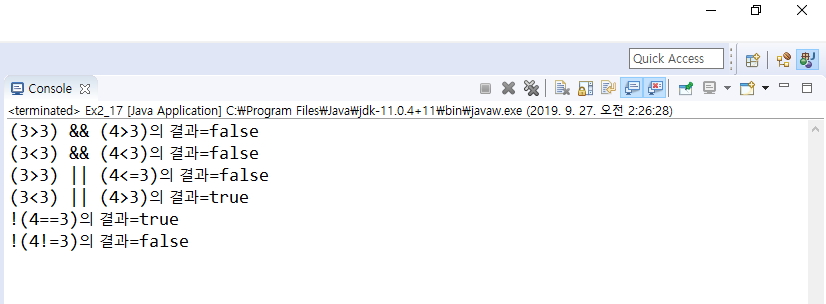 Quick Access
Console
<terminated> Ex2_17 [Java Application] C:₩Program Files₩Java₩jdk-11.0.4+11₩bin₩javaw.exe (2019. 9. 27. 오전 2:26:28)
(3>3) && (4>3)의 결과=false
(3<3) && (4<3)의 결과=false
(3>3) || (4<=3)의 결과=false
(3<3) || (4>3)의 결과=true
!(4==3)의 결과=true
!(4!=3)의 결과=false